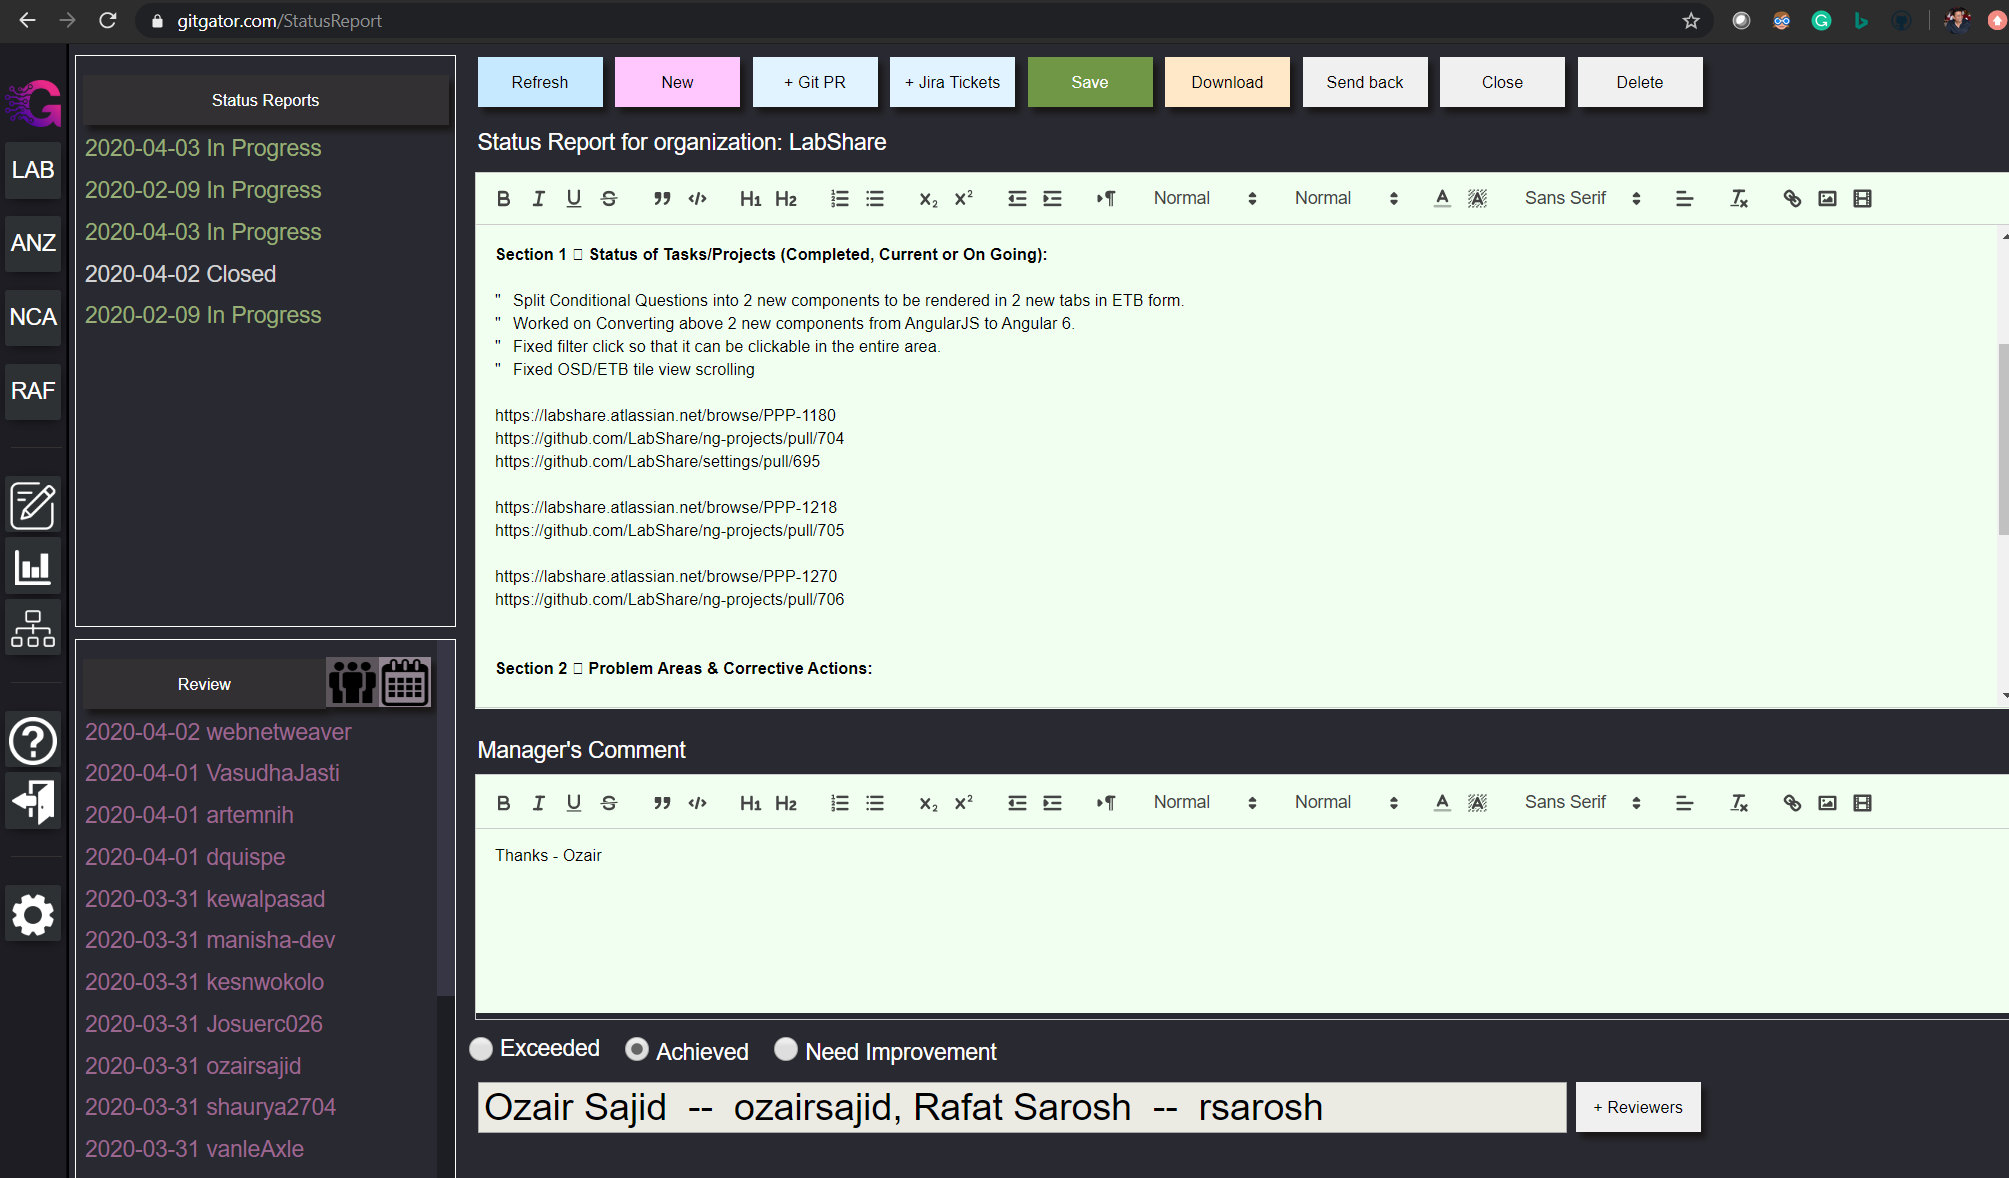 gitgator.com/StatusReport
LAB
ANZ
NCA
RAF
Status Reports
2020-04-03 In Progress
2020-02-09 In Progress
2020-04-03 In Progress
2020-04-02 Closed
2020-02-09 In Progress
Review
2020-04-02 webnetweaver
2020-04-01 VasudhaJasti
2020-04-01 artemnih
2020-04-01 dquispe
2020-03-31 kewalpasad
2020-03-31 manisha-dev
2020-03-31 kesnwokolo
2020-03-31 Josuerc026
2020-03-31 ozairsajid
2020-03-31 shaurya2704
2020-03-31 vanleAxle
Refresh New + Git PR + Jira Tickets Save Download Send back Close Delete
Status Report for organization: LabShare
Normal Normal Sans Serif
Section 1 □ Status of Tasks/Projects (Completed, Current or On Going):
" Split Conditional Questions into 2 new components to be rendered in 2 new tabs in ETB form.
" Worked on Converting above 2 new components from AngularJS to Angular 6.
" Fixed filter click so that it can be clickable in the entire area.
" Fixed OSD/ETB tile view scrolling
https://labshare.atlassian.net/browse/PPP-1180
https://github.com/LabShare/ng-projects/pull/704
https://github.com/LabShare/settings/pull/695
https://labshare.atlassian.net/browse/PPP-1218
https://github.com/LabShare/ng-projects/pull/705
https://labshare.atlassian.net/browse/PPP-1270
https://github.com/LabShare/ng-projects/pull/706
Section 2 □ Problem Areas & Corrective Actions:
Manager's Comment
Normal Normal Sans Serif
Thanks - Ozair
Exceeded Achieved Need Improvement
Ozair Sajid -- ozairsajid, Rafat Sarosh -- rsarosh
+ Reviewers